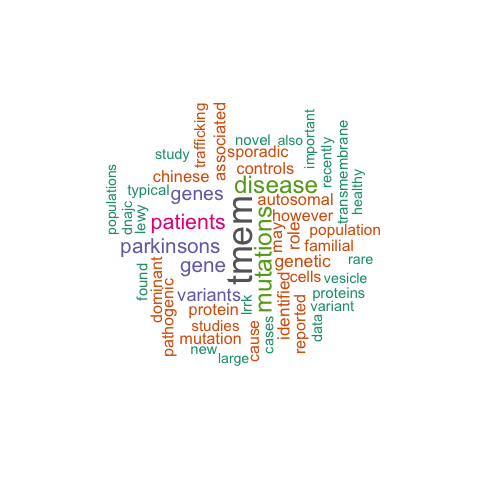 trafficking
associated
novel
also
important
study
sporadic
recently
transmembrane
controls
healthy
populations
chinese
disease
dnajc
typical
genes
autosomal
lewy
patients
tmem
mutations
may
however
role
population
parkinsons
familial
gene
genetic
rare
found
dominant
pathogenic
cells
vesicle
variants
lrrk
identified
proteins
protein
variant
studies
reported
data
mutation
cause
cases
new
large